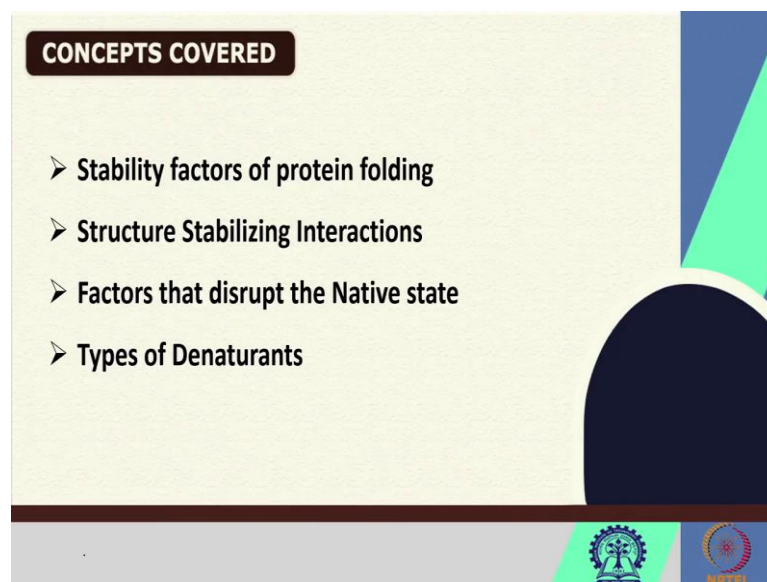 CONCEPTS COVERED
➢ Stability factors of protein folding
➢ Structure Stabilizing Interactions
➢ Factors that disrupt the Native state
➢ Types of Denaturants
NPTEL